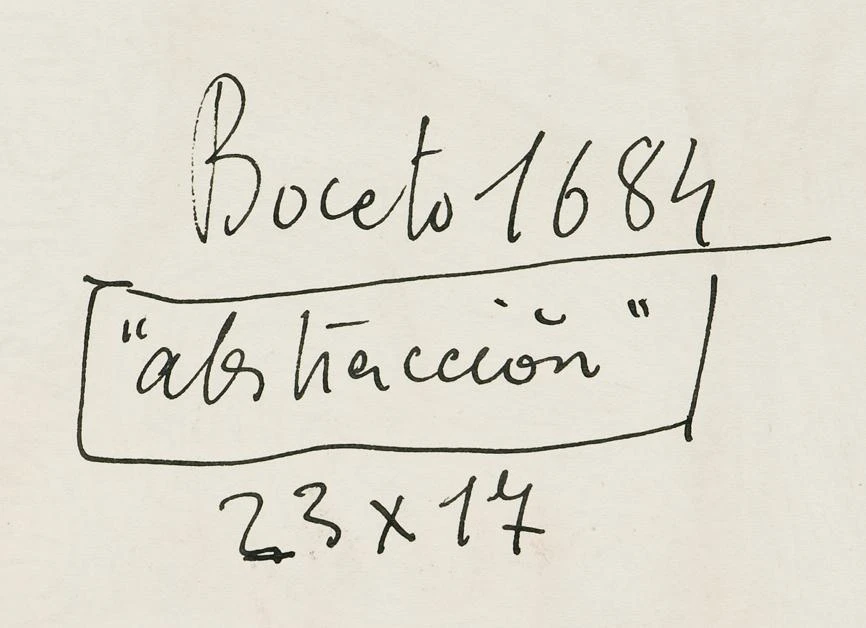 Boceto 1684
"abstracción"
23 x 17